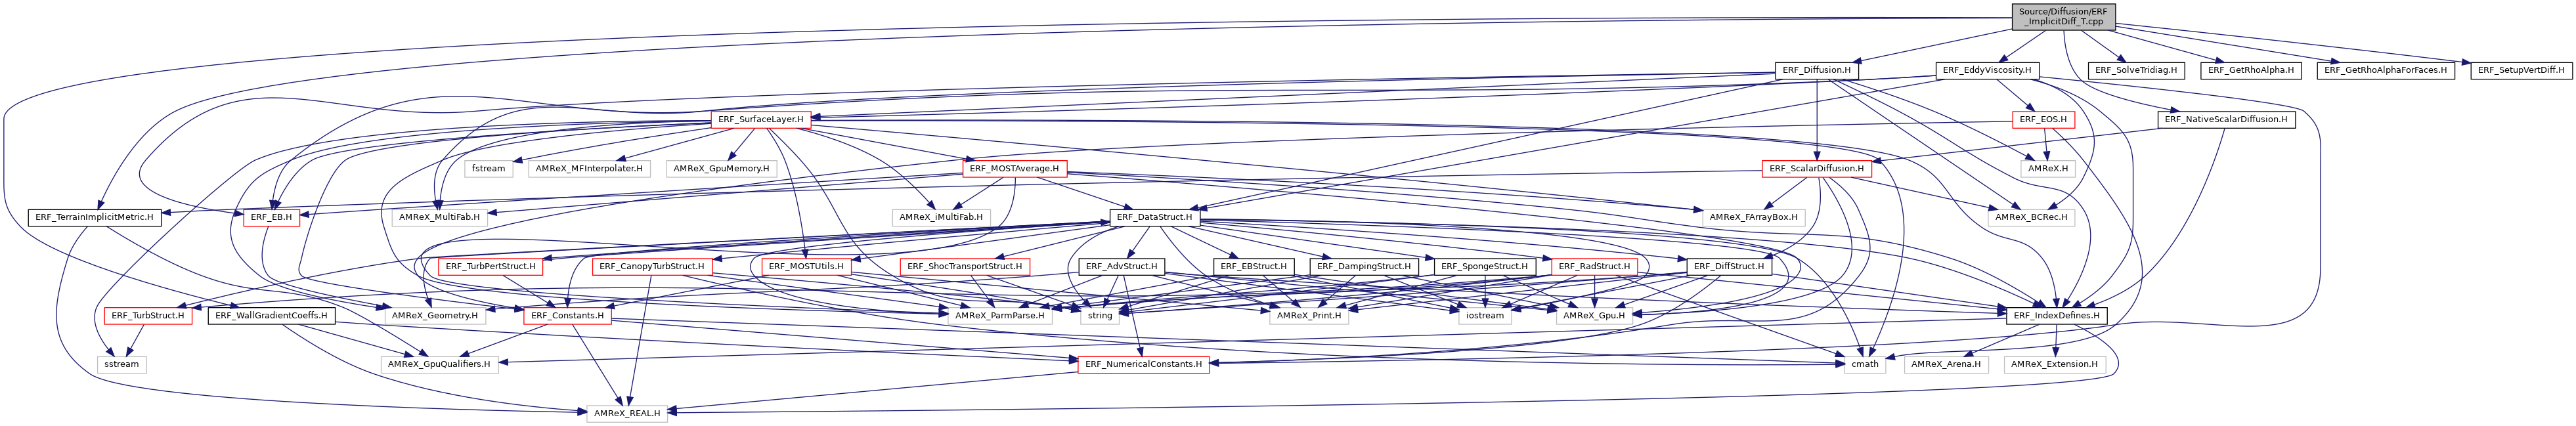 Source/Diffusion/ERF
_ImplicitDiff_T.cpp
ERF_Diffusion.H
ERF_EddyViscosity.H
ERF_SolveTridiag.H
ERF_GetRhoAlpha.H
ERF_GetRhoAlphaForFaces.H
ERF_SetupVertDiff.H
ERF_SurfaceLayer.H
ERF_EOS.H
ERF_NativeScalarDiffusion.H
fstream
AMReX_MFInterpolater.H
AMReX_GpuMemory.H
ERF_MOSTAverage.H
ERF_ScalarDiffusion.H
AMReX.H
ERF_TerrainImplicitMetric.H
ERF_EB.H
AMReX_MultiFab.H
AMReX_iMultiFab.H
ERF_DataStruct.H
AMReX_FArrayBox.H
AMReX_BCRec.H
ERF_TurbPertStruct.H
ERF_CanopyTurbStruct.H
ERF_MOSTUtils.H
ERF_ShocTransportStruct.H
ERF_AdvStruct.H
ERF_EBStruct.H
ERF_DampingStruct.H
ERF_SpongeStruct.H
ERF_RadStruct.H
ERF_DiffStruct.H
ERF_TurbStruct.H
ERF_WallGradientCoeffs.H
AMReX_Geometry.H
ERF_Constants.H
AMReX_ParmParse.H
string
AMReX_Print.H
iostream
AMReX_Gpu.H
ERF_IndexDefines.H
sstream
AMReX_GpuQualifiers.H
ERF_NumericalConstants.H
cmath
AMReX_Arena.H
AMReX_Extension.H
AMReX_REAL.H